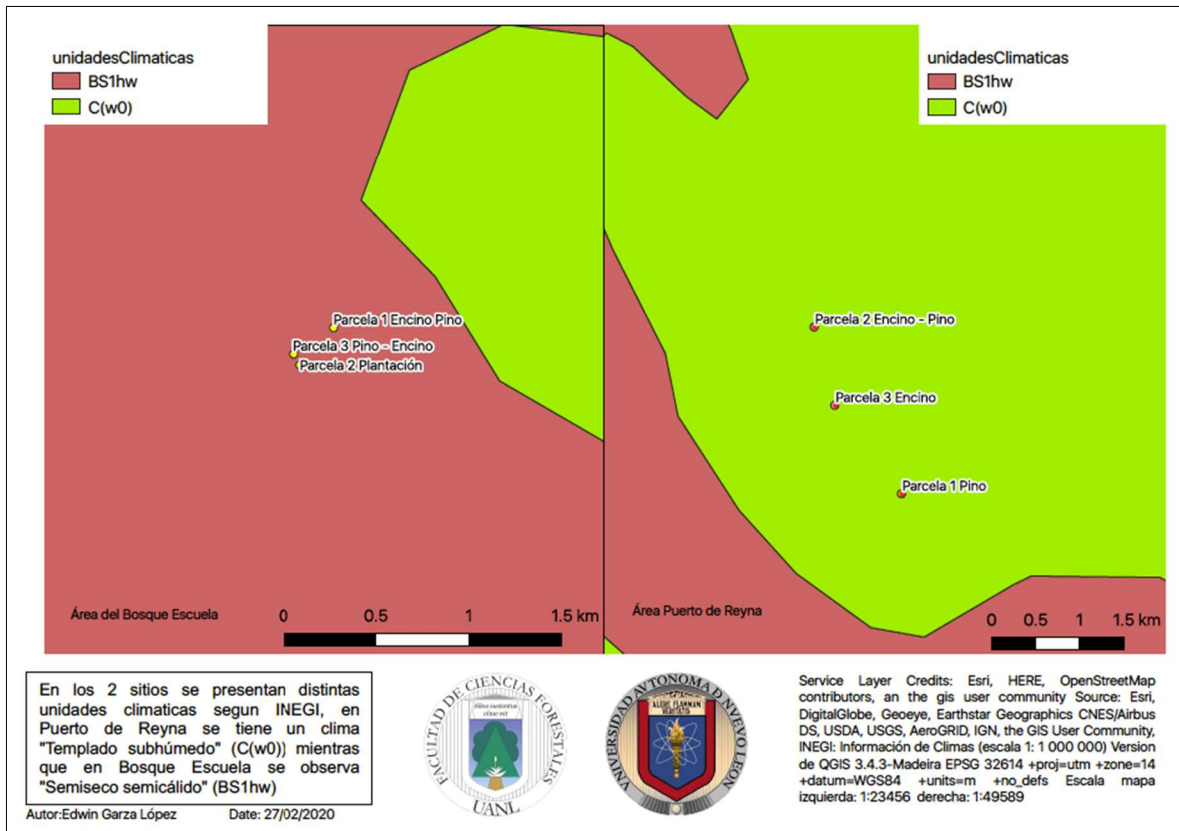 unidadesClimaticas
BS1hw
C(w0)
unidadesClimaticas
BS1hw
C(w0)
Parcela 1 Encino Pino
Parcela 3 Pino - Encino
Parcela 2 Plantación
Parcela 2 Encino - Pino
Parcela 3 Encino
Parcela 1 Pino
Área del Bosque Escuela
0 0.5 1 1.5 km
Área Puerto de Reyna
0 0.5 1 1.5 km
En los 2 sitios se presentan distintas
unidades climaticas segun INEGI, en
Puerto de Reyna se tiene un clima
"Templado subhúmedo" (C(w0)) mientras
que en Bosque Escuela se observa
"Semiseco semicálido" (BS1hw)
Autor:Edwin Garza López Date: 27/02/2020
FACULTAD DE CIENCIAS FORESTALES
UANL
VNIVERSIDAD AVTONOMA D NVEVO LEON
ALERE FLAMMAM
VERITATIS
Service Layer Credits: Esri, HERE, OpenStreetMap
contributors, an the gis user community Source: Esri,
DigitalGlobe, Geoeye, Earthstar Geographics CNES/Airbus
DS, USDA, USGS, AeroGRID, IGN, the GIS User Community,
INEGI: Información de Climas (escala 1: 1 000 000) Version
de QGIS 3.4.3-Madeira EPSG 32614 +proj=utm +zone=14
+datum=WGS84 +units=m +no_defs Escala mapa
izquierda: 1:23456 derecha: 1:49589